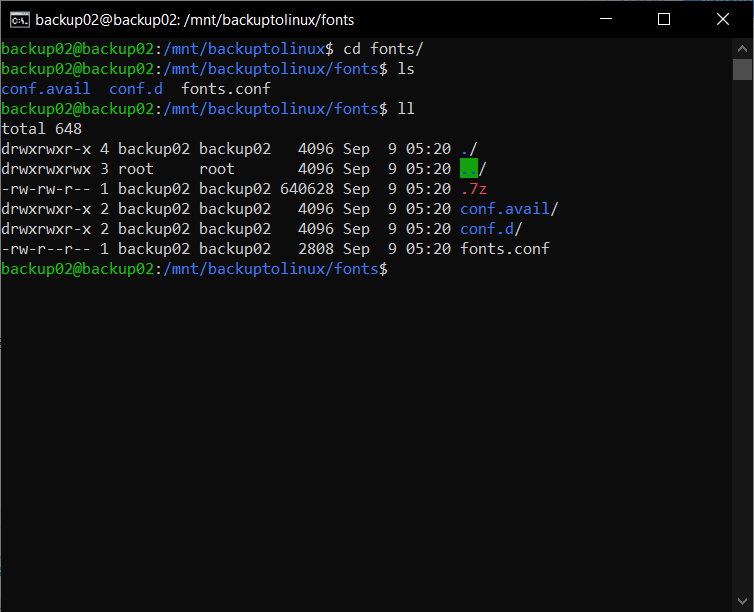 backup02@backup02: /mnt/backuptolinux/fonts
backup02@backup02:/mnt/backuptolinux$ cd fonts/
backup02@backup02:/mnt/backuptolinux/fonts$ ls
conf.avail  conf.d  fonts.conf
backup02@backup02:/mnt/backuptolinux/fonts$ ll
total 648
drwxrwxr-x 4 backup02 backup02   4096 Sep  9 05:20 ./
drwxrwxrwx 3 root     root       4096 Sep  9 05:20 ../
-rw-rw-r-- 1 backup02 backup02 640628 Sep  9 05:20 .7z
drwxrwxr-x 2 backup02 backup02   4096 Sep  9 05:20 conf.avail/
drwxrwxr-x 2 backup02 backup02   4096 Sep  9 05:20 conf.d/
-rw-r--r-- 1 backup02 backup02   2808 Sep  9 05:20 fonts.conf
backup02@backup02:/mnt/backuptolinux/fonts$